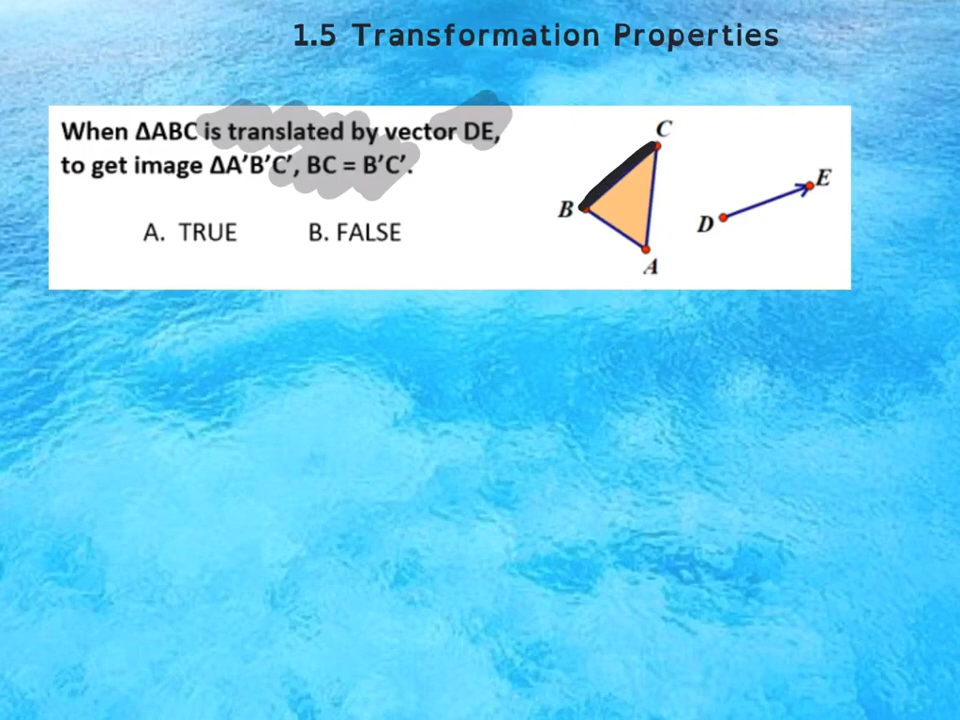 1.5 Transformation Properties
When ΔABC is translated by vector DE,
to get image ΔA'B'C', BC = B'C'.
A. TRUE B. FALSE
C
B
A
D
E